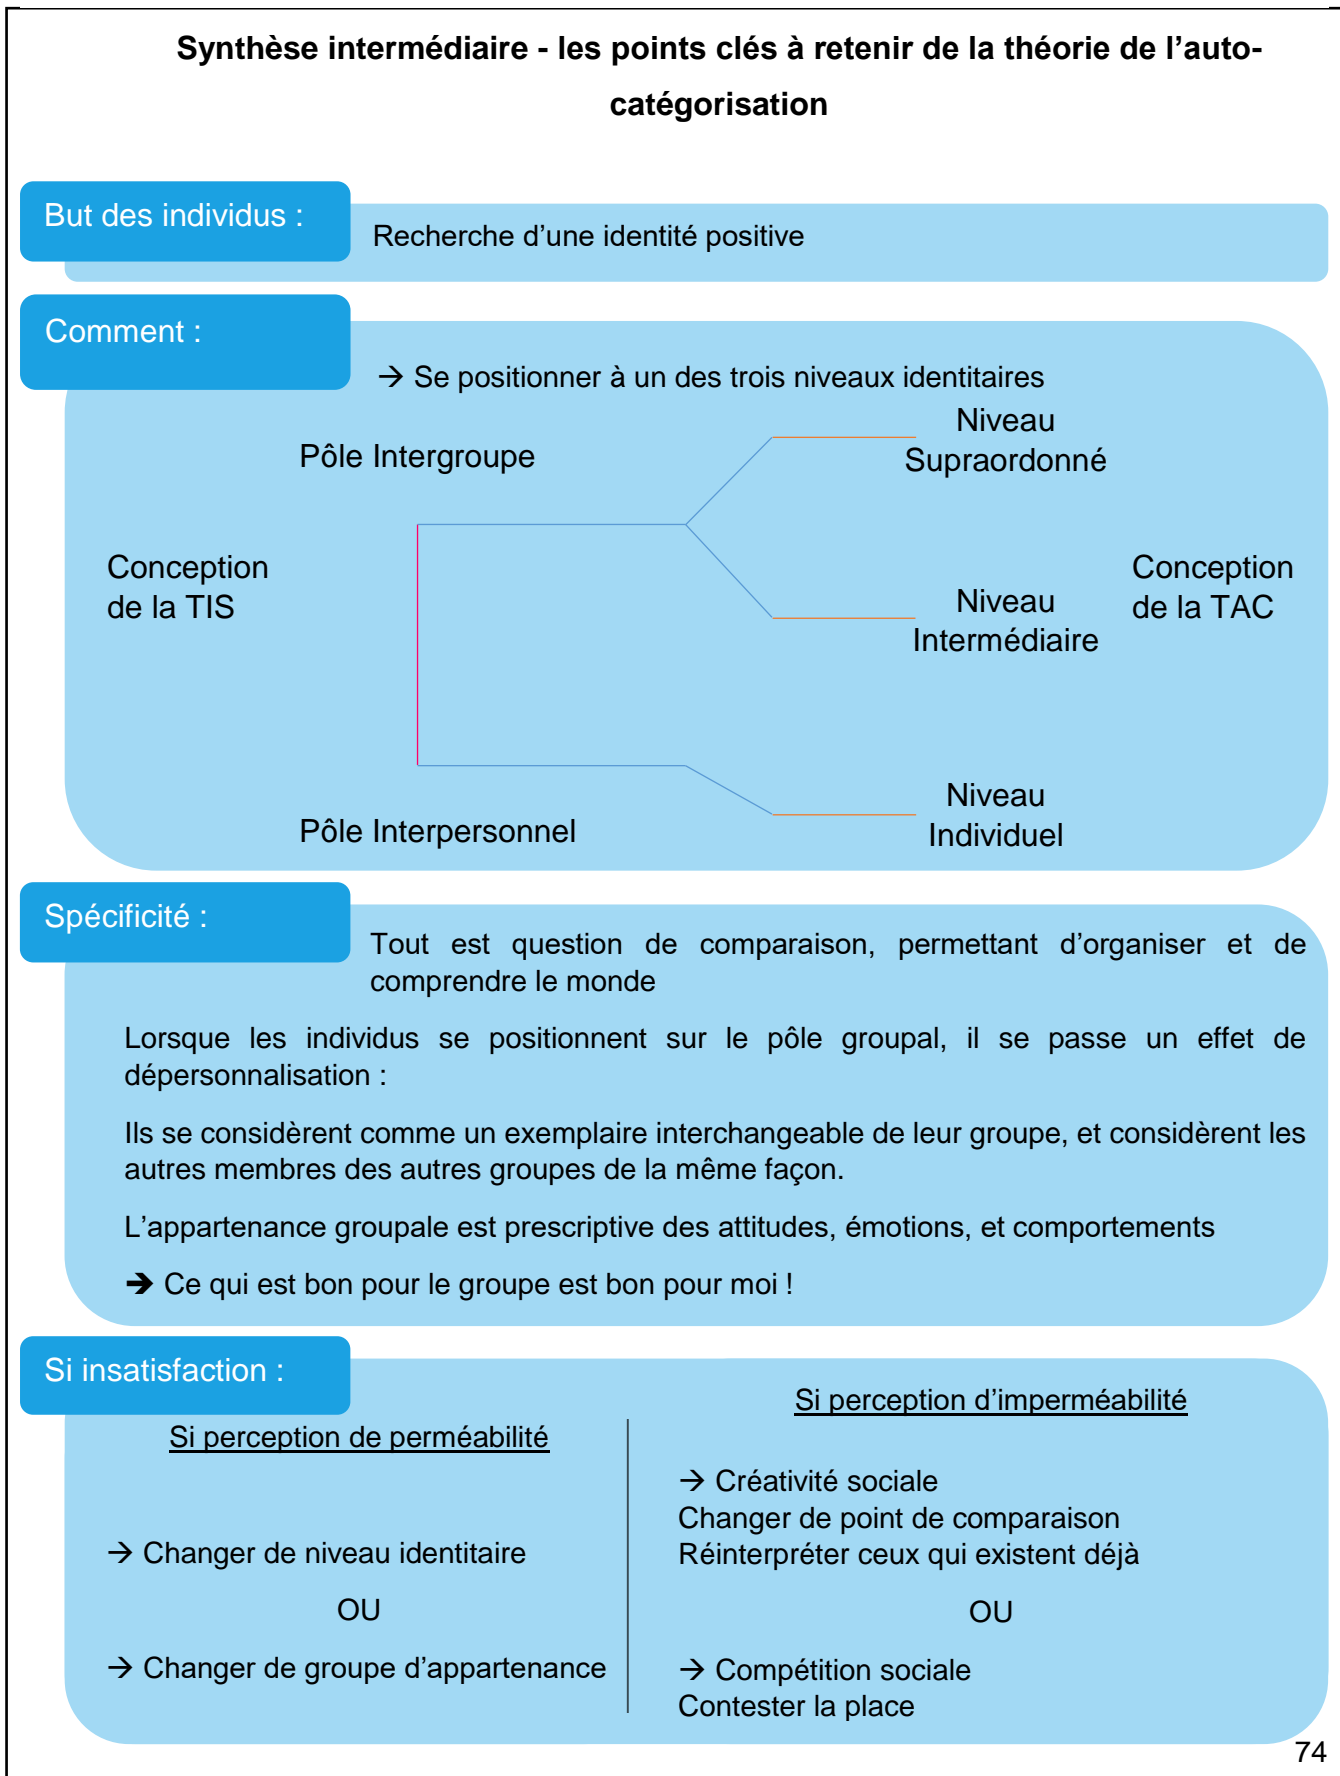 Synthèse intermédiaire - les points clés à retenir de la théorie de l’auto-
catégorisation
But des individus :
Recherche d’une identité positive
Comment :
→ Se positionner à un des trois niveaux identitaires
Pôle Intergroupe
Niveau
Supraordonné
Conception
de la TIS
Niveau
Intermédiaire
Conception
de la TAC
Pôle Interpersonnel
Niveau
Individuel
Spécificité :
Tout est question de comparaison, permettant d’organiser et de
comprendre le monde
Lorsque les individus se positionnent sur le pôle groupal, il se passe un effet de
dépersonnalisation :
Ils se considèrent comme un exemplaire interchangeable de leur groupe, et considèrent les
autres membres des autres groupes de la même façon.
L’appartenance groupale est prescriptive des attitudes, émotions, et comportements
➔ Ce qui est bon pour le groupe est bon pour moi !
Si insatisfaction :
Si perception de perméabilité
→ Changer de niveau identitaire
OU
→ Changer de groupe d’appartenance
Si perception d’imperméabilité
→ Créativité sociale
Changer de point de comparaison
Réinterpréter ceux qui existent déjà
OU
→ Compétition sociale
Contester la place
74